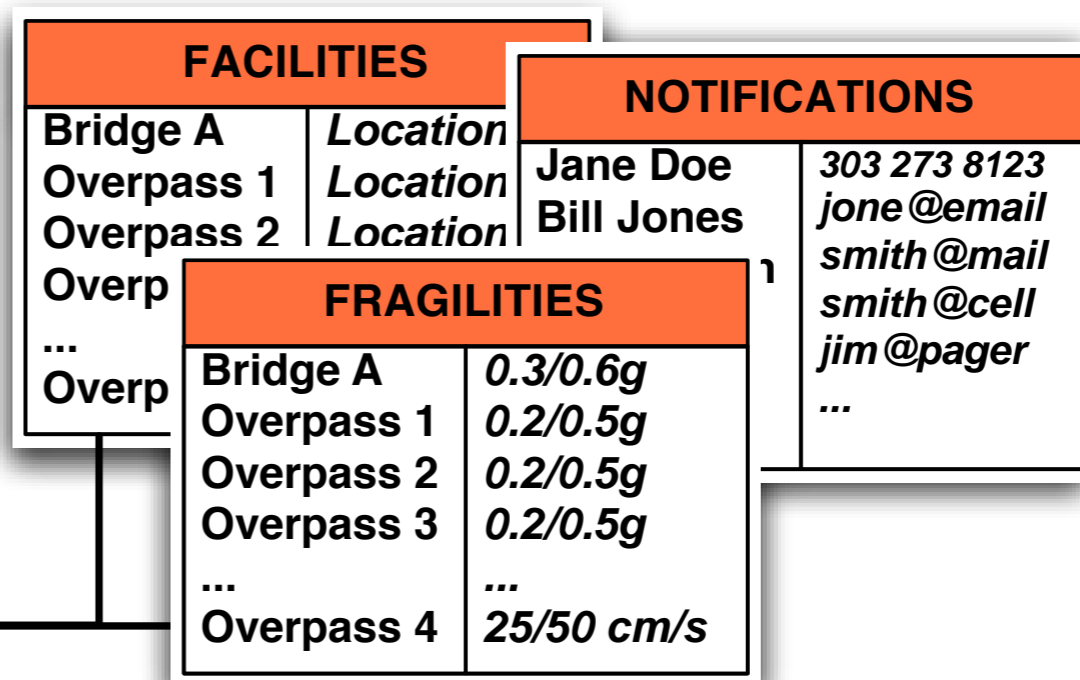 FACILITIES
Bridge A Location
Overpass 1 Location
Overpass 2 Location
Overp
...
Overp
NOTIFICATIONS
Jane Doe 303 273 8123
Bill Jones jone@email
smith@mail
smith@cell
jim@pager
...
FRAGILITIES
Bridge A 0.3/0.6g
Overpass 1 0.2/0.5g
Overpass 2 0.2/0.5g
Overpass 3 0.2/0.5g
... ...
Overpass 4 25/50 cm/s